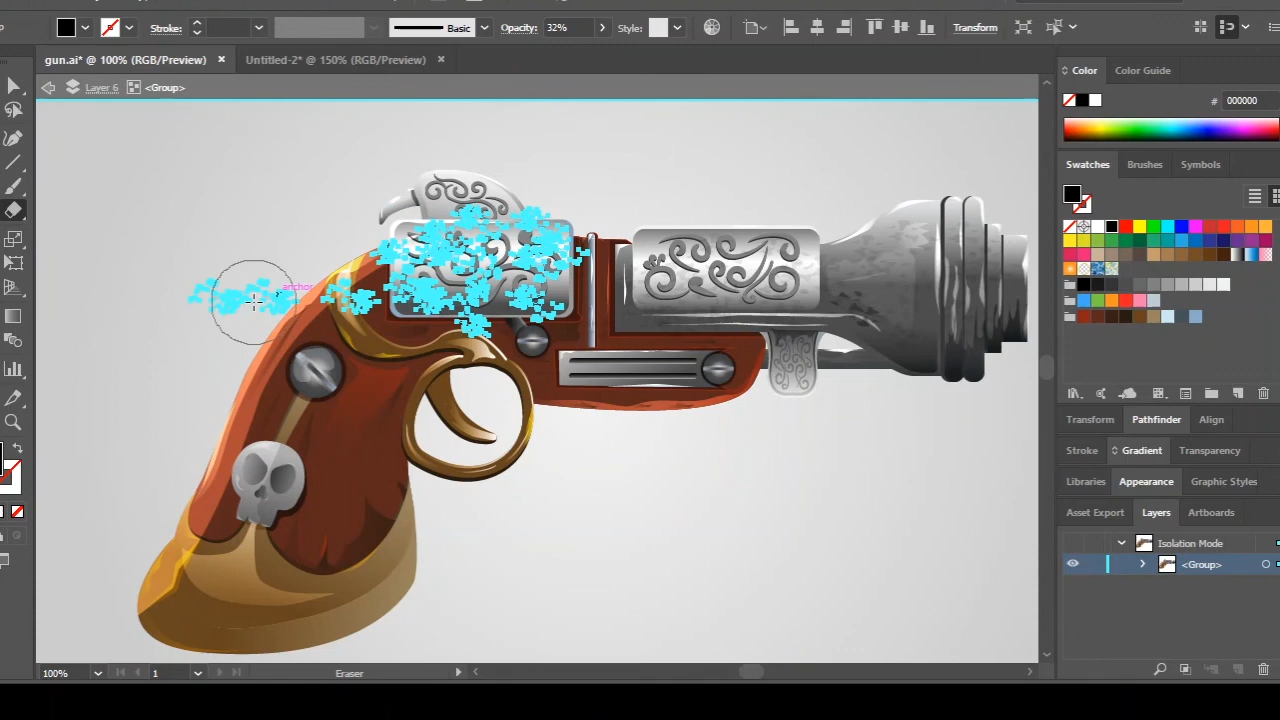 Stroke: Basic Opacity: 32% Style: Transform
gun.ai* @ 100% (RGB/Preview) × Untitled-2* @ 150% (RGB/Preview) ×
Layer 6 <Group>
Color Color Guide
# 000000
Swatches Brushes Symbols
anchor
Transform Pathfinder Align
Stroke Gradient Transparency
Libraries Appearance Graphic Styles
Asset Export Layers Artboards
Isolation Mode
<Group>
100% 1 Eraser